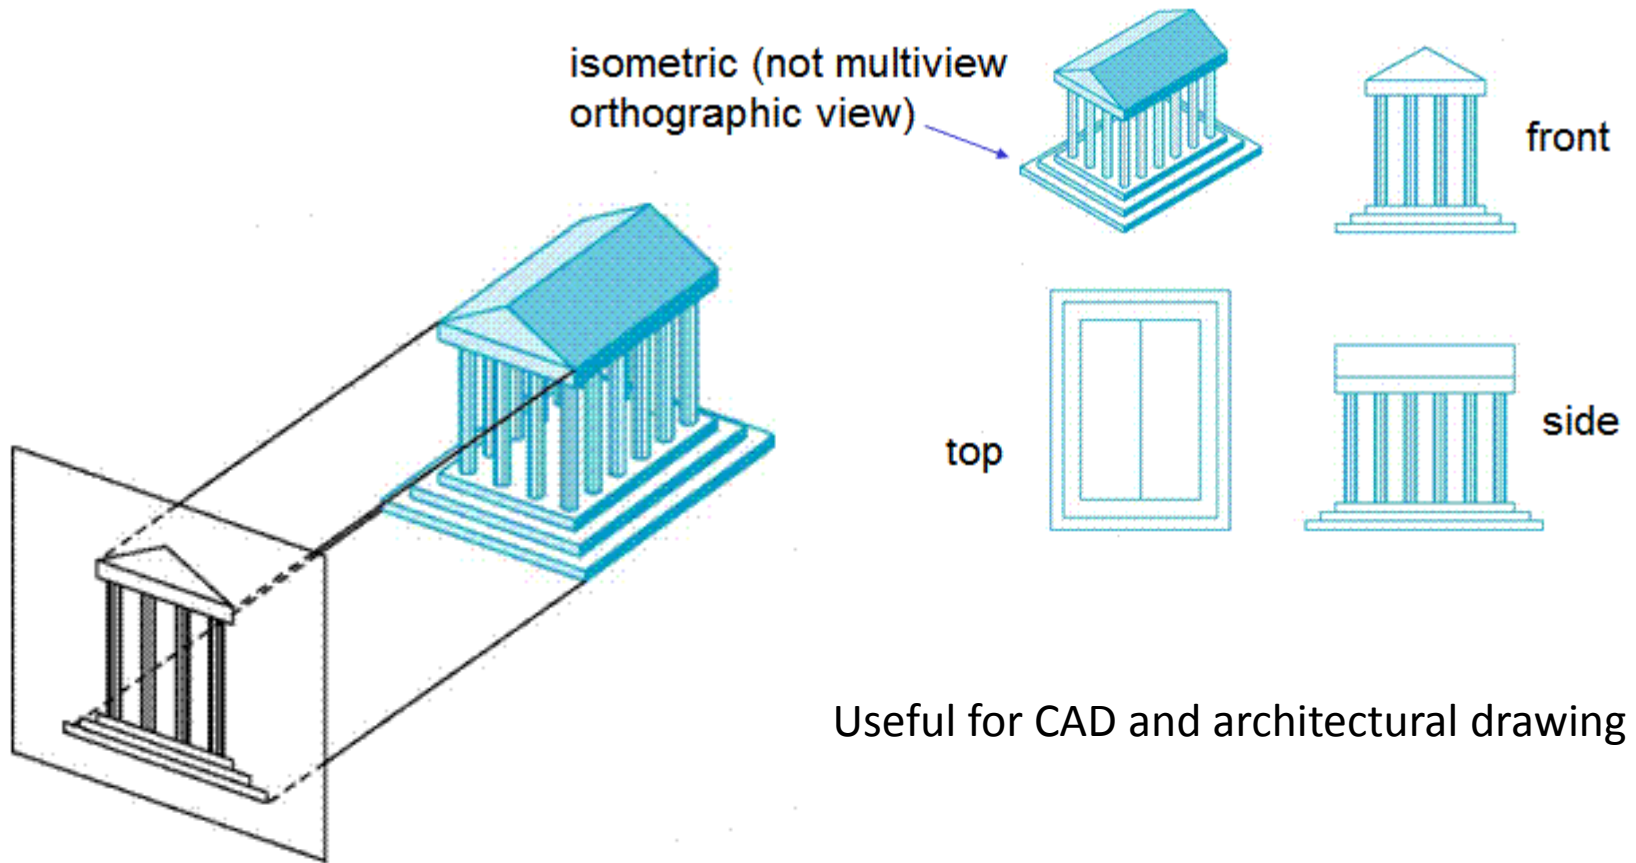 isometric (not multiview
orthographic view)
front
top
side
Useful for CAD and architectural drawing